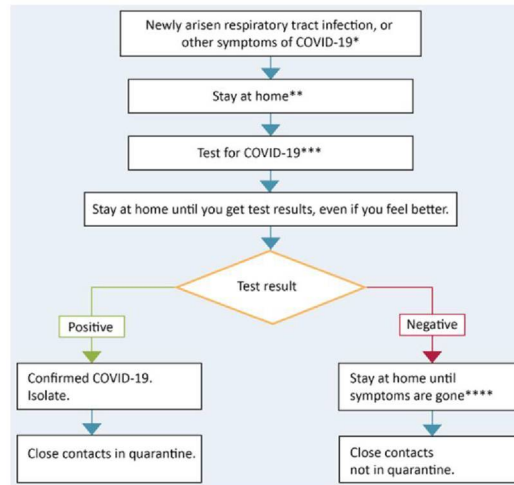 Newly arisen respiratory tract infection, or
other symptoms of COVID-19*
Stay at home**
Test for COVID-19***
Stay at home until you get test results, even if you feel better.
Test result
Positive
Negative
Confirmed COVID-19.
Isolate.
Stay at home until
symptoms are gone****
Close contacts in quarantine.
Close contacts
not in quarantine.